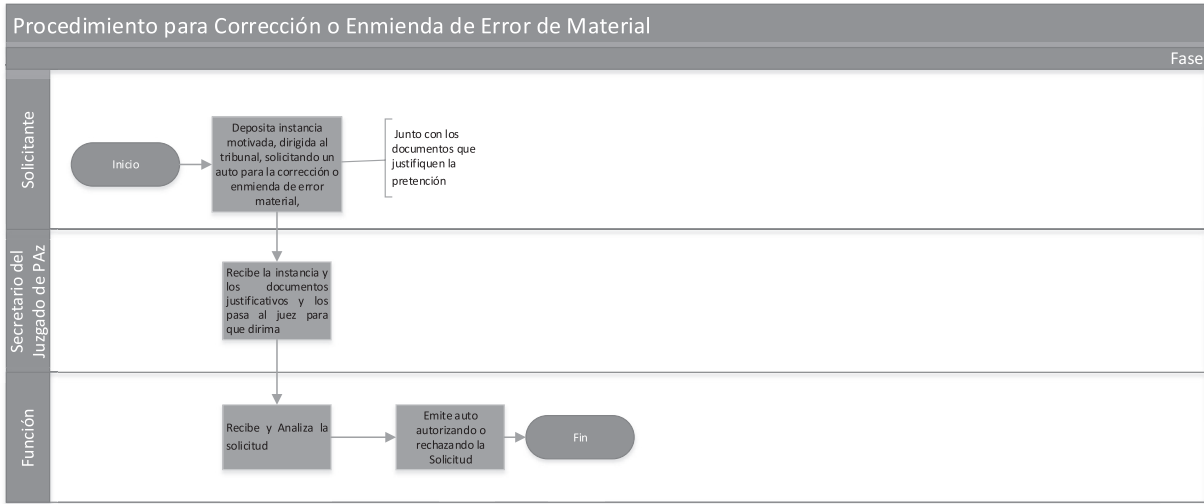 Procedimiento para Corrección o Enmienda de Error de Material
Fase
Solicitante
Inicio
Deposita instancia
motivada, dirigida al
tribunal, solicitando un
auto para la corrección o
enmienda de error
material,
Junto con los
documentos que
justifiquen la
pretención
Secretario del
Juzgado de PAz
Recibe la instancia y
los documentos
justificativos y los
pasa al juez para
que dirima
Función
Recibe y Analiza la
solicitud
Emite auto
autorizando o
rechazando la
Solicitud
Fin